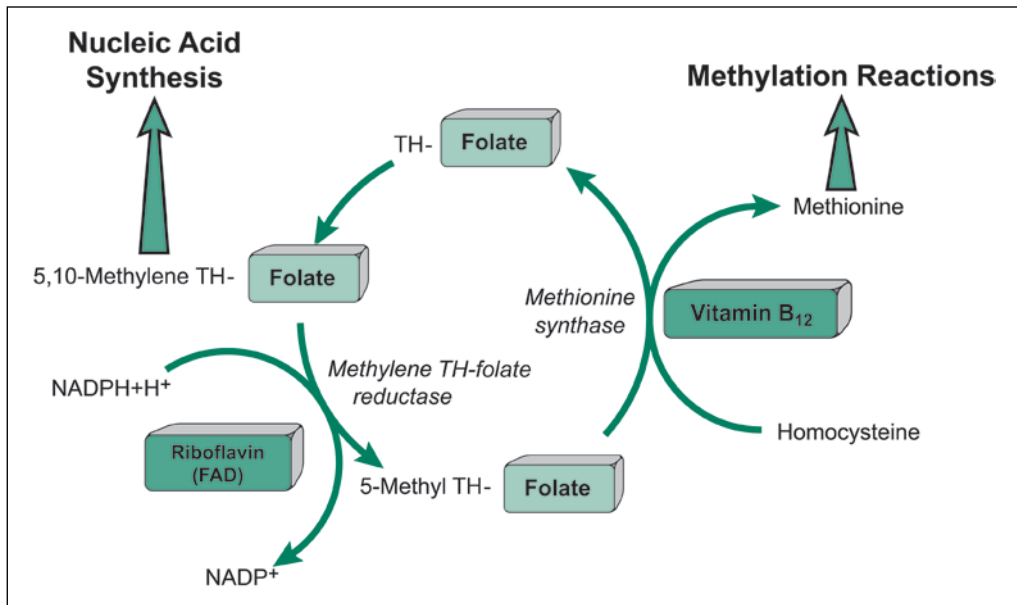 Nucleic Acid
Synthesis
Methylation Reactions
TH- Folate
Methionine
5,10-Methylene TH- Folate
Methionine
synthase
Vitamin B₁₂
Methylene TH-folate
reductase
NADPH+H⁺
Riboflavin
(FAD)
Homocysteine
5-Methyl TH- Folate
NADP⁺